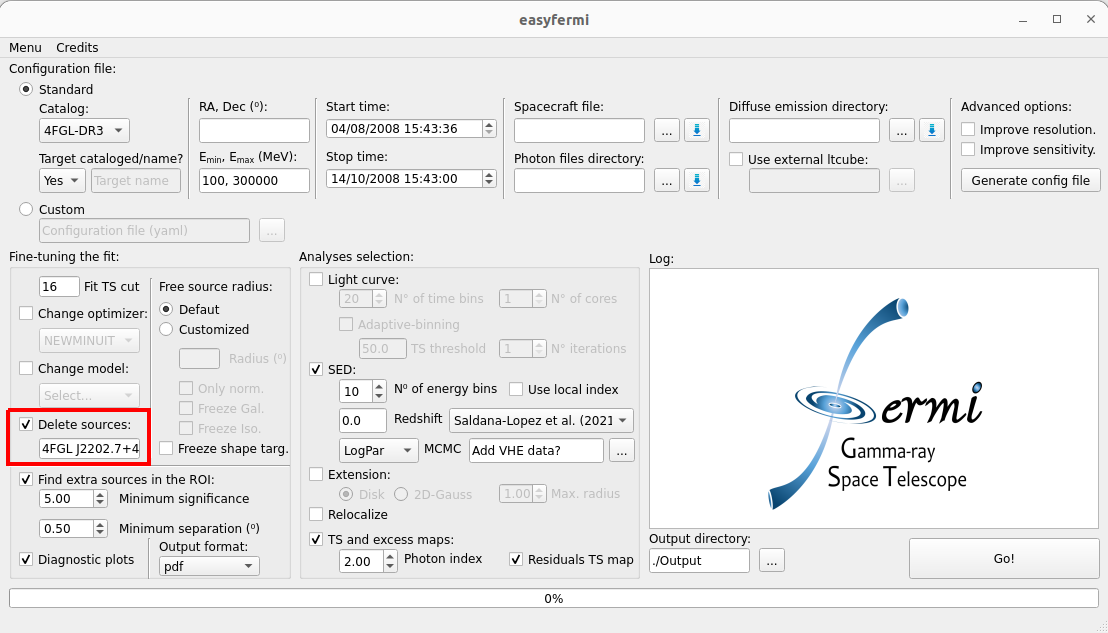 easyfermi
Menu Credits
Configuration file:
Standard
Catalog:
4FGL-DR3
Target cataloged/name?
Yes Target name
RA, Dec (º):
Emin, Emax (MeV):
100, 300000
Start time:
04/08/2008 15:43:36
Stop time:
14/10/2008 15:43:00
Spacecraft file:
...
Photon files directory:
...
Diffuse emission directory:
...
Use external ltcube:
...
Advanced options:
Improve resolution.
Improve sensitivity.
Generate config file
Custom
Configuration file (yaml) ...
Fine-tuning the fit:
16 Fit TS cut
Change optimizer:
NEWMINUIT
Change model:
Select...
Delete sources:
4FGL J2202.7+4
Free source radius:
Defaut
Customized
Radius (º)
Only norm.
Freeze Gal.
Freeze Iso.
Freeze shape targ.
Find extra sources in the ROI:
5.00 Minimum significance
0.50 Minimum separation (º)
Diagnostic plots
Output format:
pdf
Analyses selection:
Light curve:
20 N° of time bins 1 N° of cores
Adaptive-binning
50.0 TS threshold 1 N° iterations
SED:
10 Nº of energy bins Use local index
0.0 Redshift Saldana-Lopez et al. (2021
LogPar MCMC Add VHE data? ...
Extension:
Disk 2D-Gauss 1.00 Max. radius
Relocalize
TS and excess maps:
2.00 Photon index Residuals TS map
Log:
ermi
Gamma-ray
Space Telescope
Output directory:
./Output ...
Go!
0%